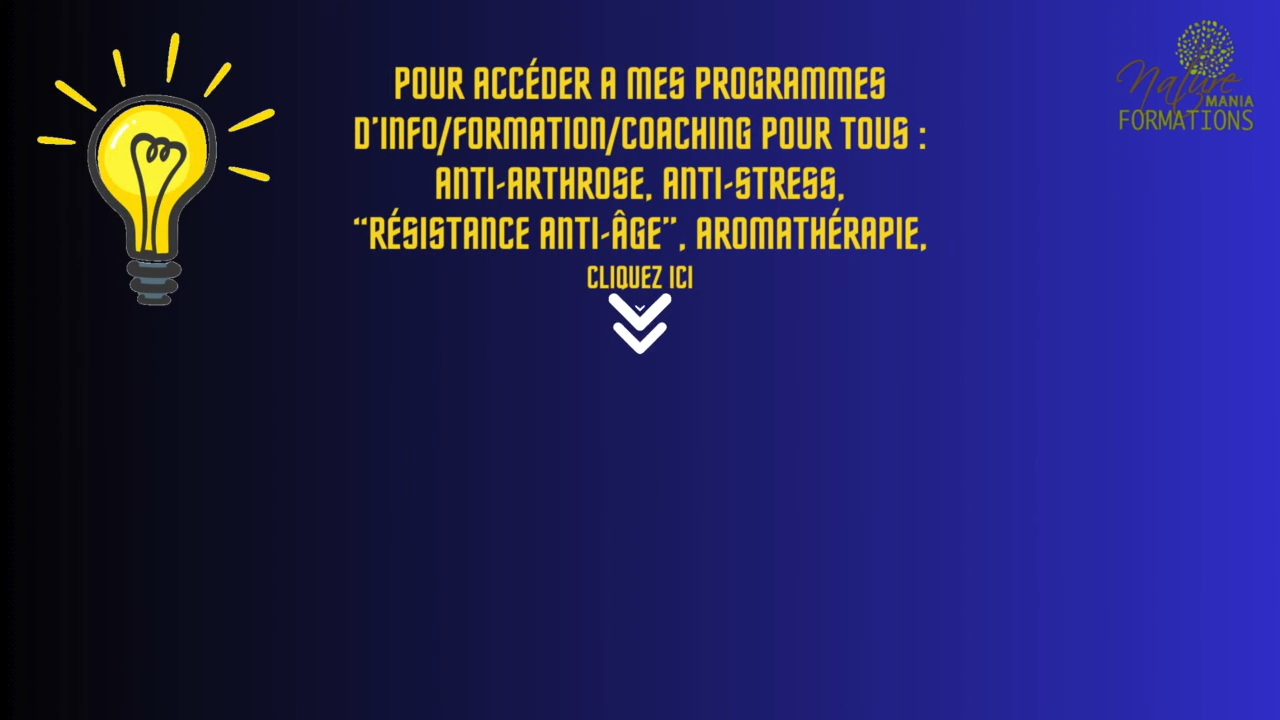 POUR ACCÉDER A MES PROGRAMMES
D'INFO/FORMATION/COACHING POUR TOUS :
ANTI-ARTHROSE, ANTI-STRESS,
“RÉSISTANCE ANTI-ÂGE”, AROMATHÉRAPIE,
CLIQUEZ ICI
Nature
MANIA
FORMATIONS